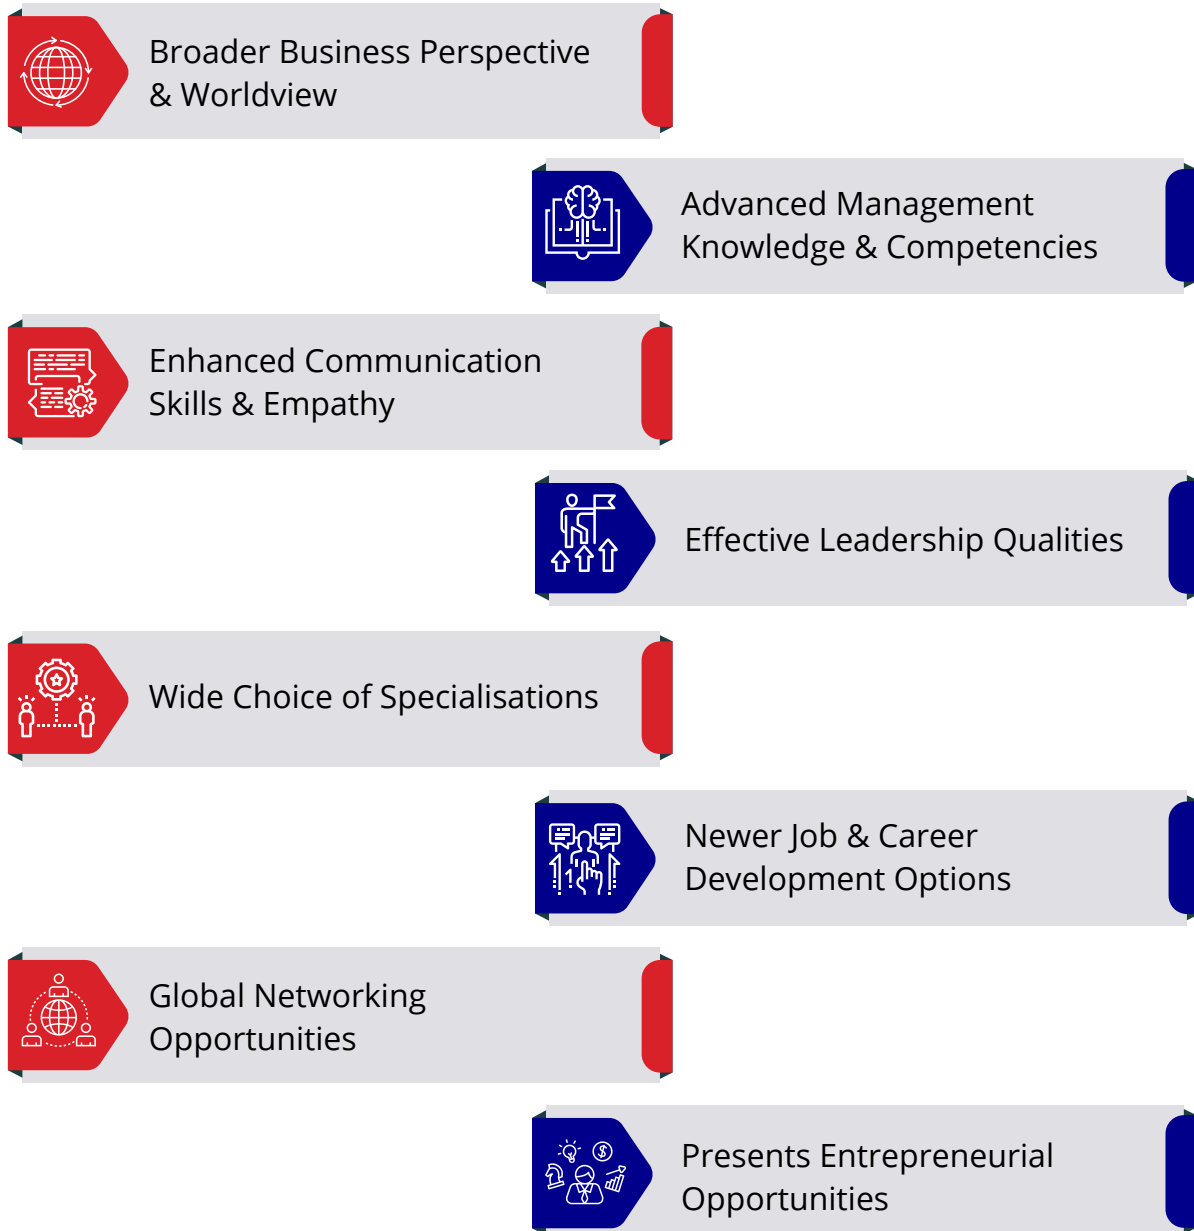 Broader Business Perspective
& Worldview
Advanced Management
Knowledge & Competencies
Enhanced Communication
Skills & Empathy
Effective Leadership Qualities
Wide Choice of Specialisations
Newer Job & Career
Development Options
Global Networking
Opportunities
Presents Entrepreneurial
Opportunities